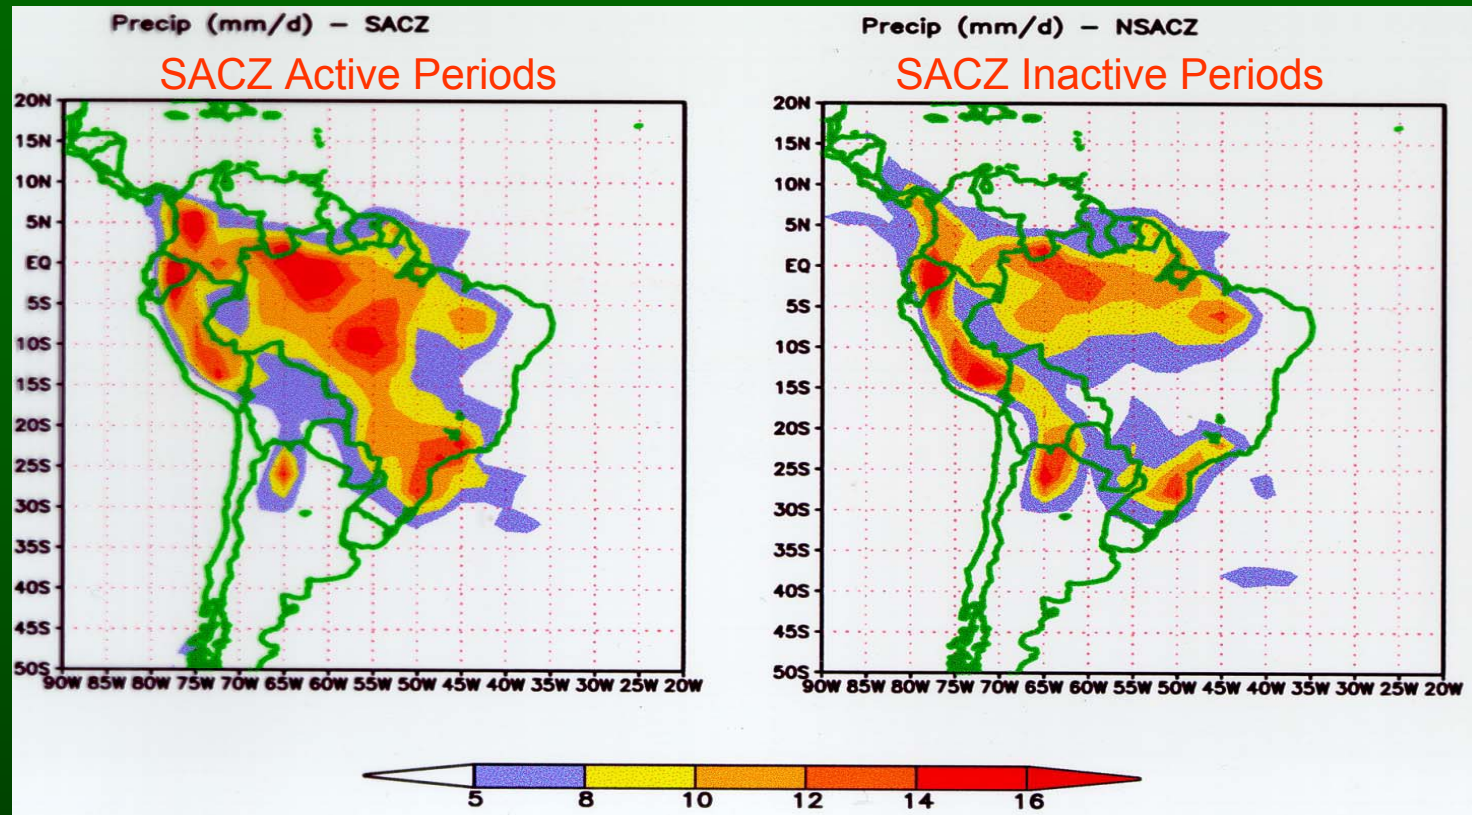 Precip (mm/d) – SACZ
SACZ Active Periods
20N
15N
10N
5N
EQ
5S
10S
15S
20S
25S
30S
35S
40S
45S
50S
90W 85W 80W 75W 70W 65W 60W 55W 50W 45W 40W 35W 30W 25W 20W
Precip (mm/d) – NSACZ
SACZ Inactive Periods
20N
15N
10N
5N
EQ
5S
10S
15S
20S
25S
30S
35S
40S
45S
50S
90W 85W 80W 75W 70W 65W 60W 55W 50W 45W 40W 35W 30W 25W 20W
5 8 10 12 14 16